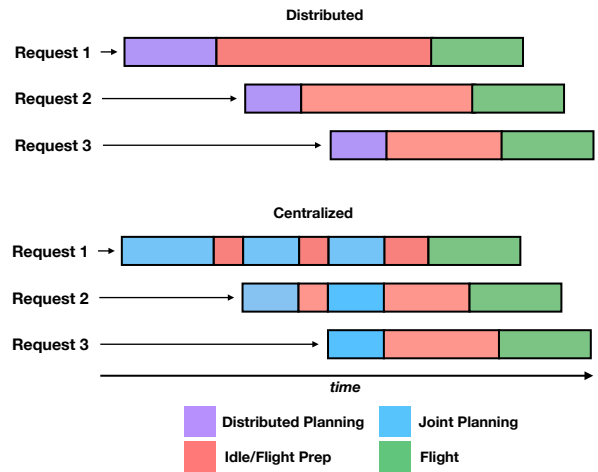 Distributed
Request 1
Request 2
Request 3
Centralized
Request 1
Request 2
Request 3
time
Distributed Planning
Joint Planning
Idle/Flight Prep
Flight